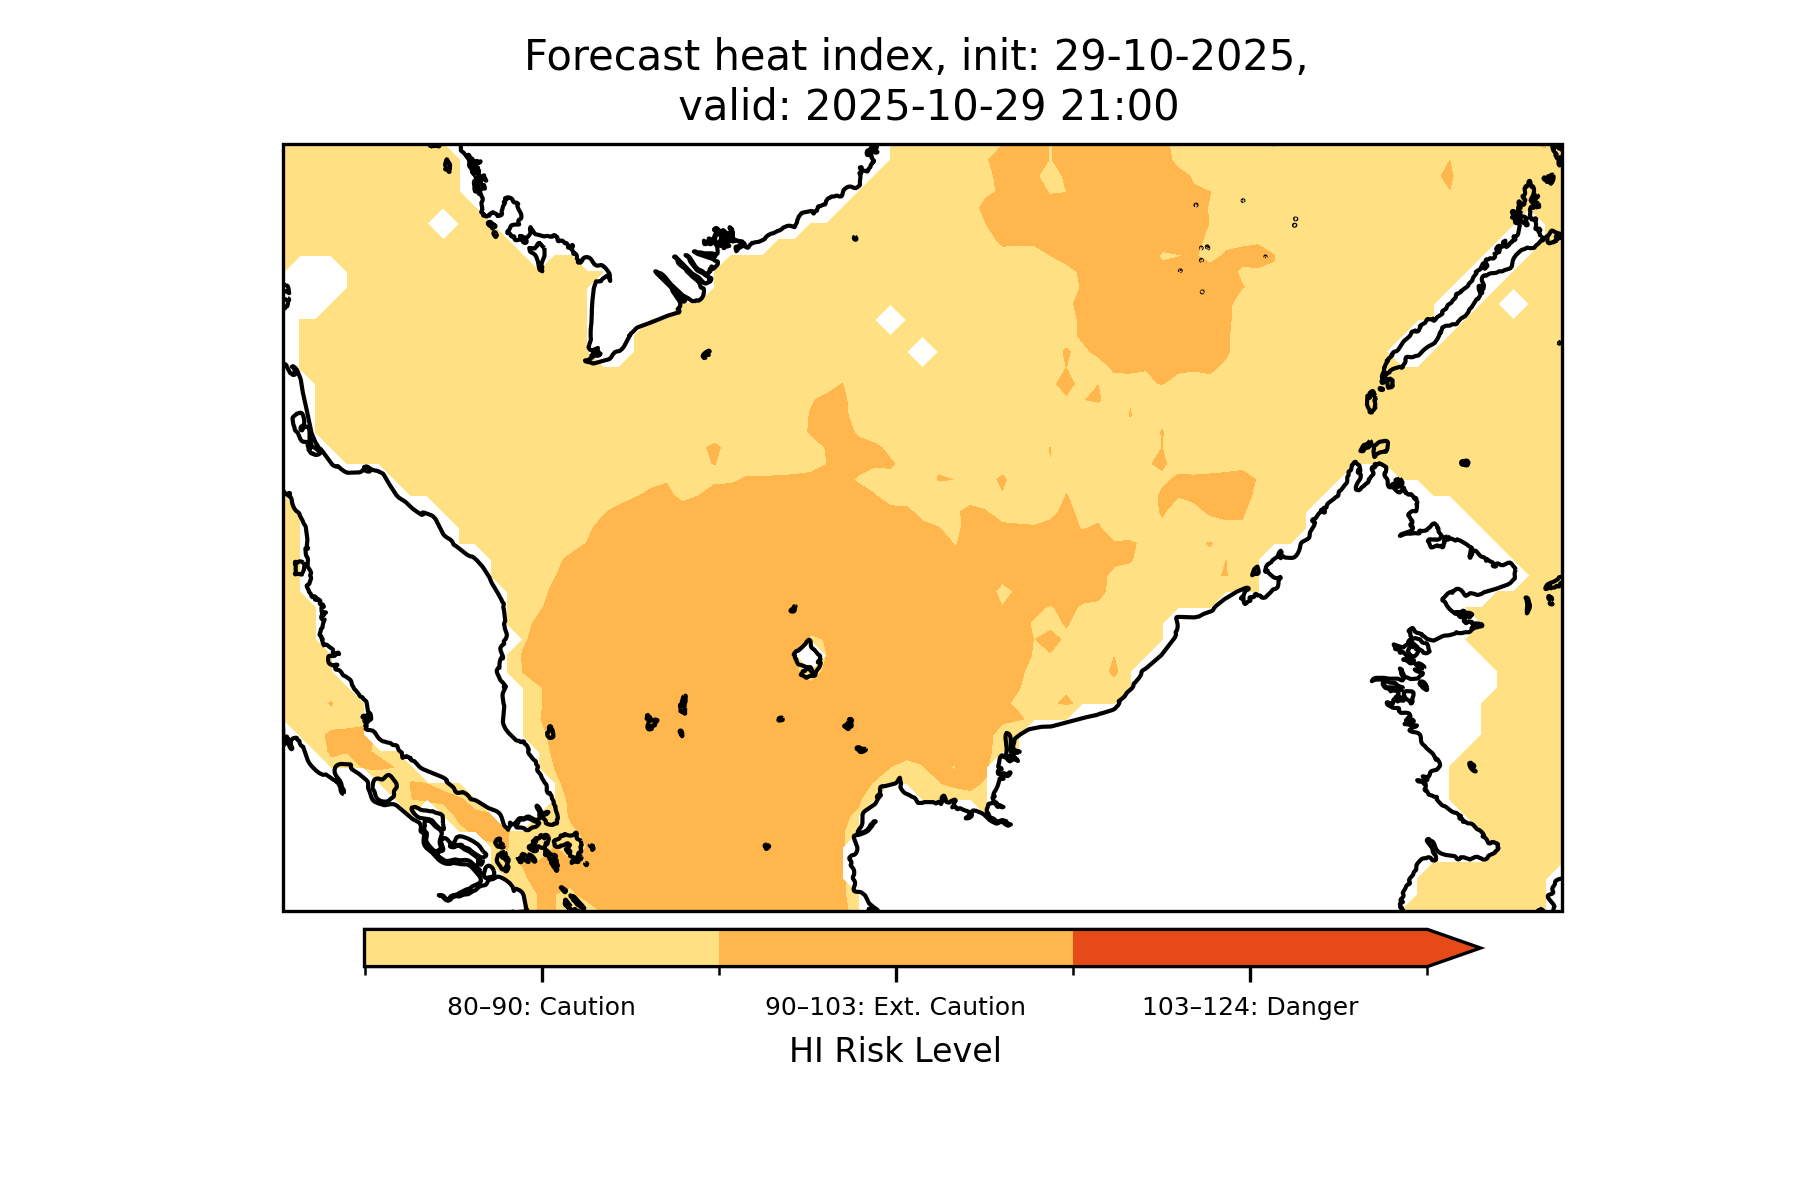 Forecast heat index, init: 29-10-2025,
valid: 2025-10-29 21:00
80–90: Caution
90–103: Ext. Caution
103–124: Danger
HI Risk Level